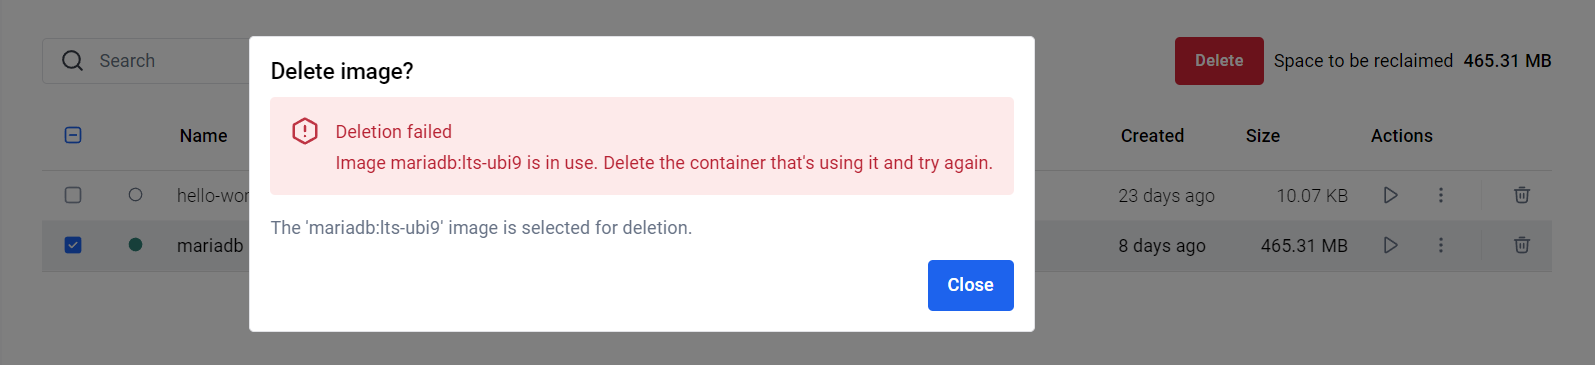 Search
Delete Space to be reclaimed 465.31 MB
Delete image?
Deletion failed
Image mariadb:lts-ubi9 is in use. Delete the container that's using it and try again.
The 'mariadb:lts-ubi9' image is selected for deletion.
Close
Name Created Size Actions
hello-wor 23 days ago 10.07 KB
mariadb 8 days ago 465.31 MB